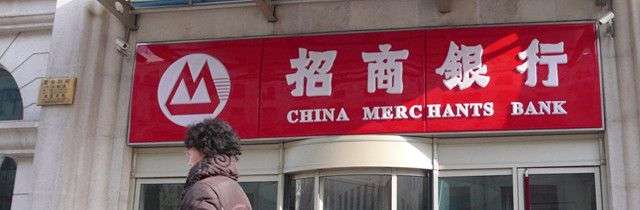 招商銀行
CHINA MERCHANTS BANK